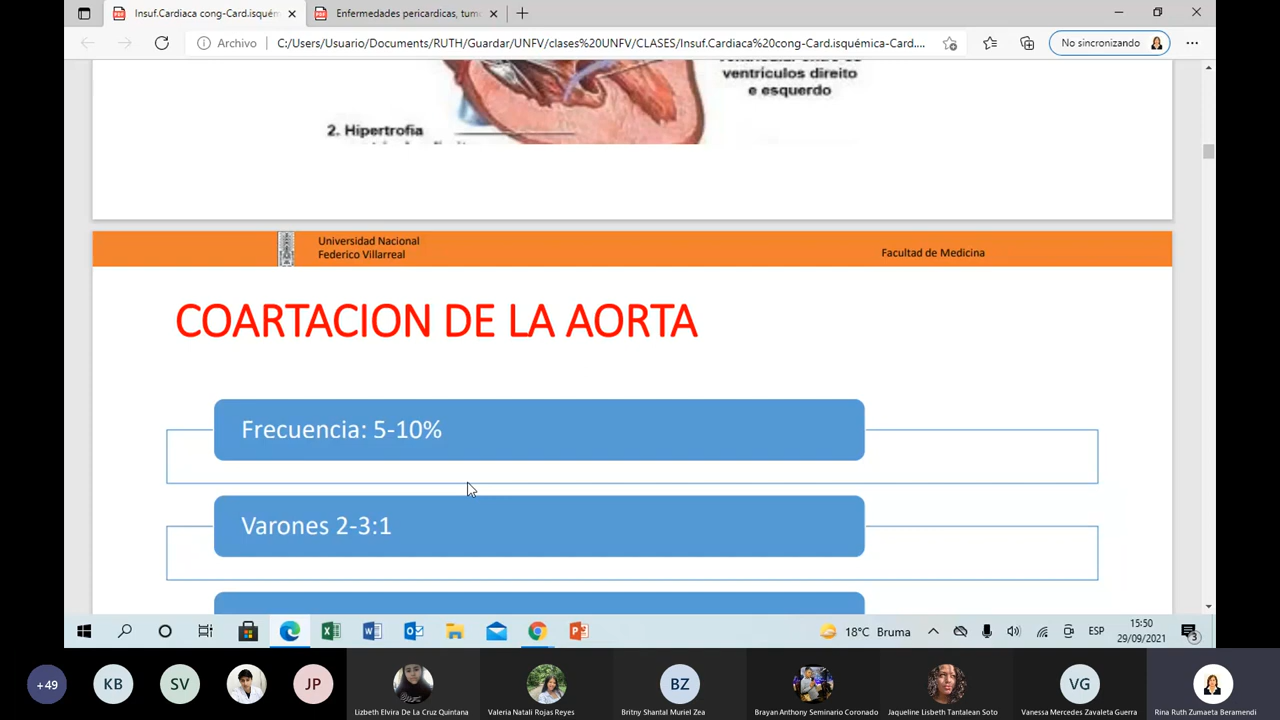 Insuf.Cardiaca cong-Card.isquém
Enfermedades pericardicas, tumo
Archivo
C:/Users/Usuario/Documents/RUTH/Guardar/UNFV/clases%20UNFV/CLASES/Insuf.Cardiaca%20cong-Card.isquémica-Card....
No sincronizando
ventrículos direito
e esquerdo
2. Hipertrofia
Universidad Nacional
Federico Villarreal
Facultad de Medicina
COARTACION DE LA AORTA
Frecuencia: 5-10%
Varones 2-3:1
18°C Bruma
ESP
15:50
29/09/2021
3
+49
KB
SV
JP
Lizbeth Elvira De La Cruz Quintana
Valeria Natali Rojas Reyes
BZ
Britny Shantal Muriel Zea
Brayan Anthony Seminario Coronado
Jaqueline Lisbeth Tantalean Soto
VG
Vanessa Mercedes Zavaleta Guerra
Rina Ruth Zumaeta Beramendi